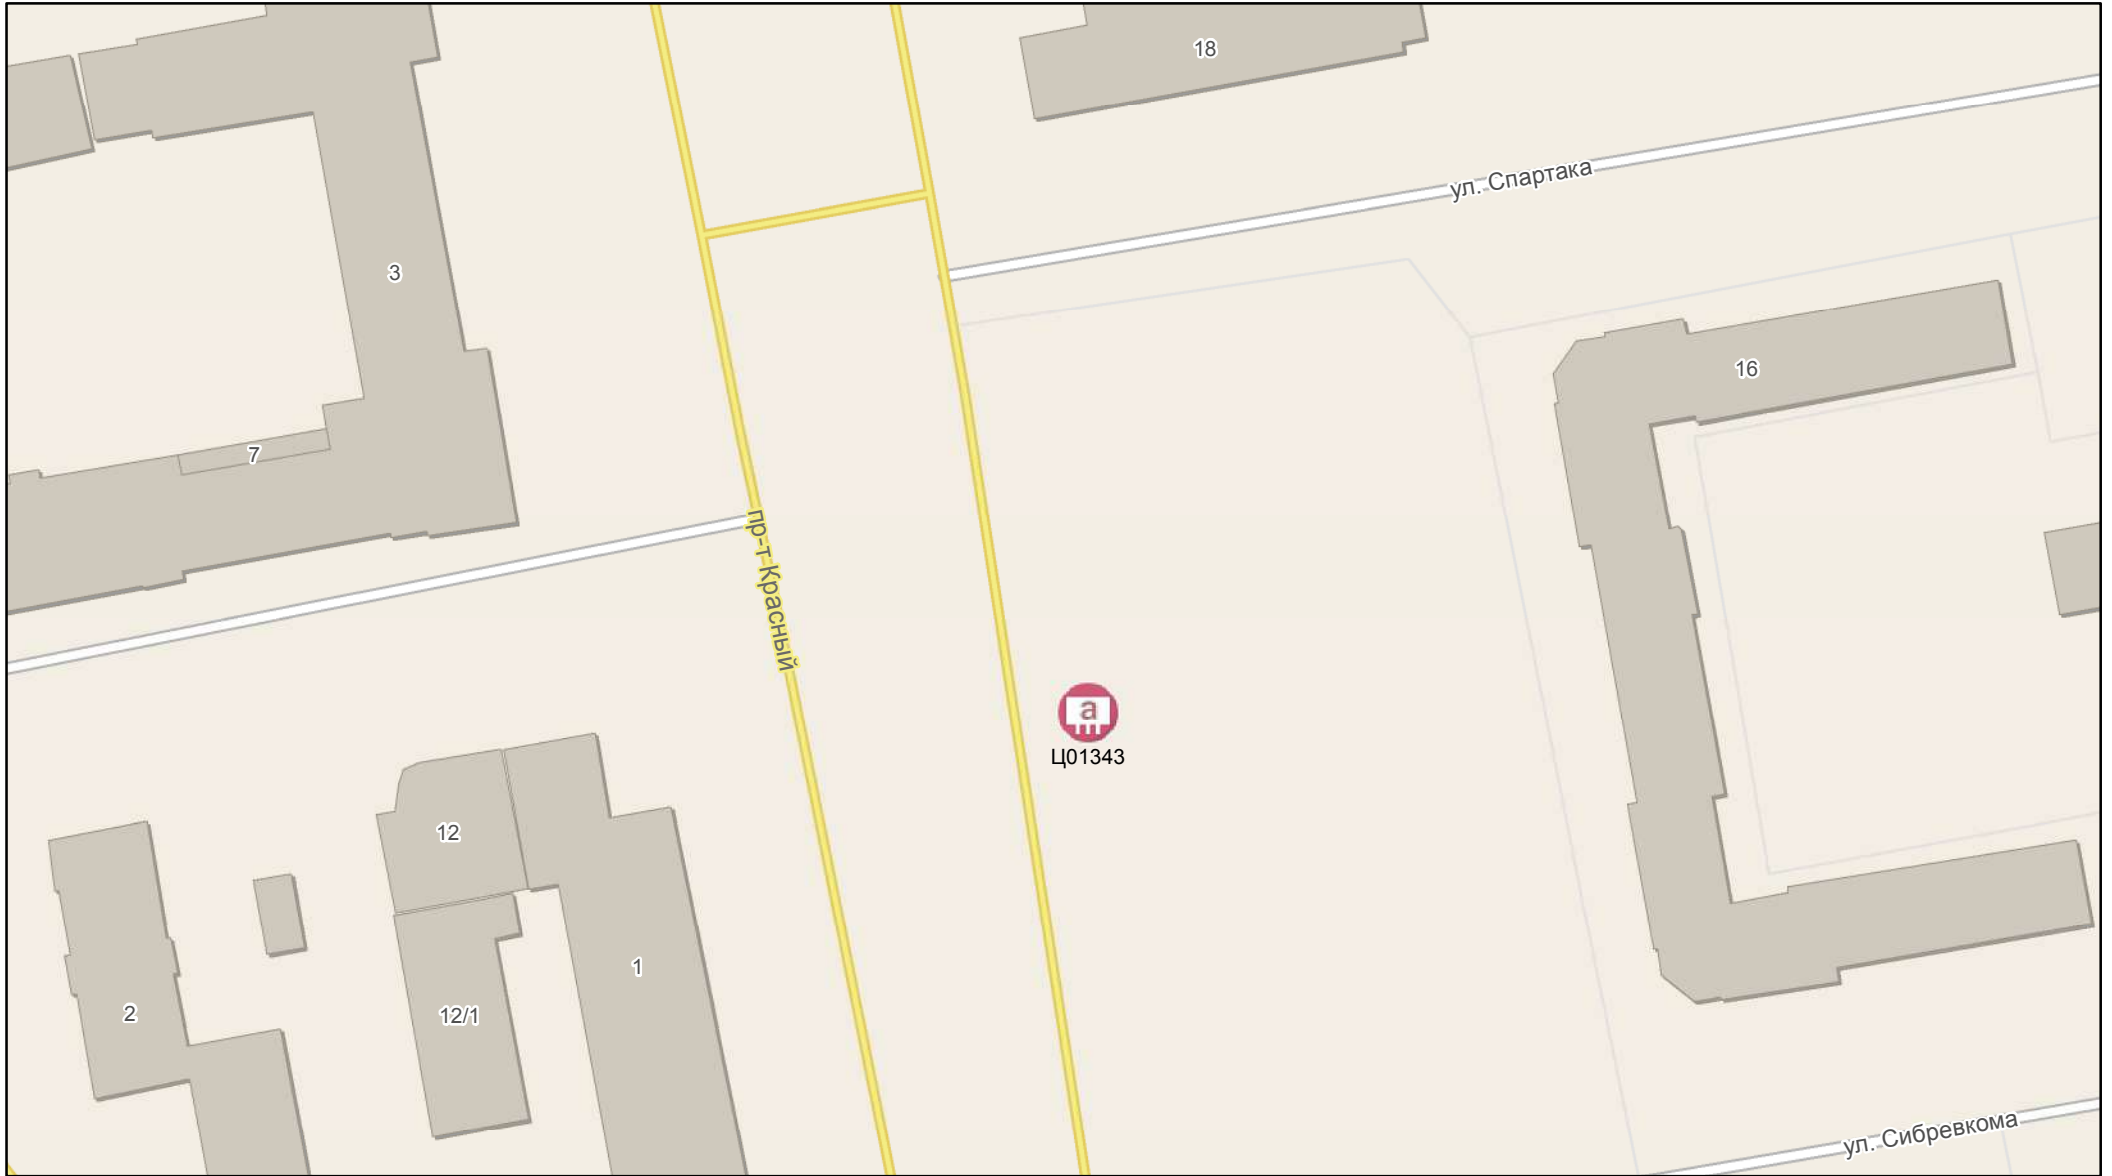 18
ул. Спартака
3
16
7
пр-т Красный
а
Ц01343
12
1
2
12/1
ул. Сибревкома